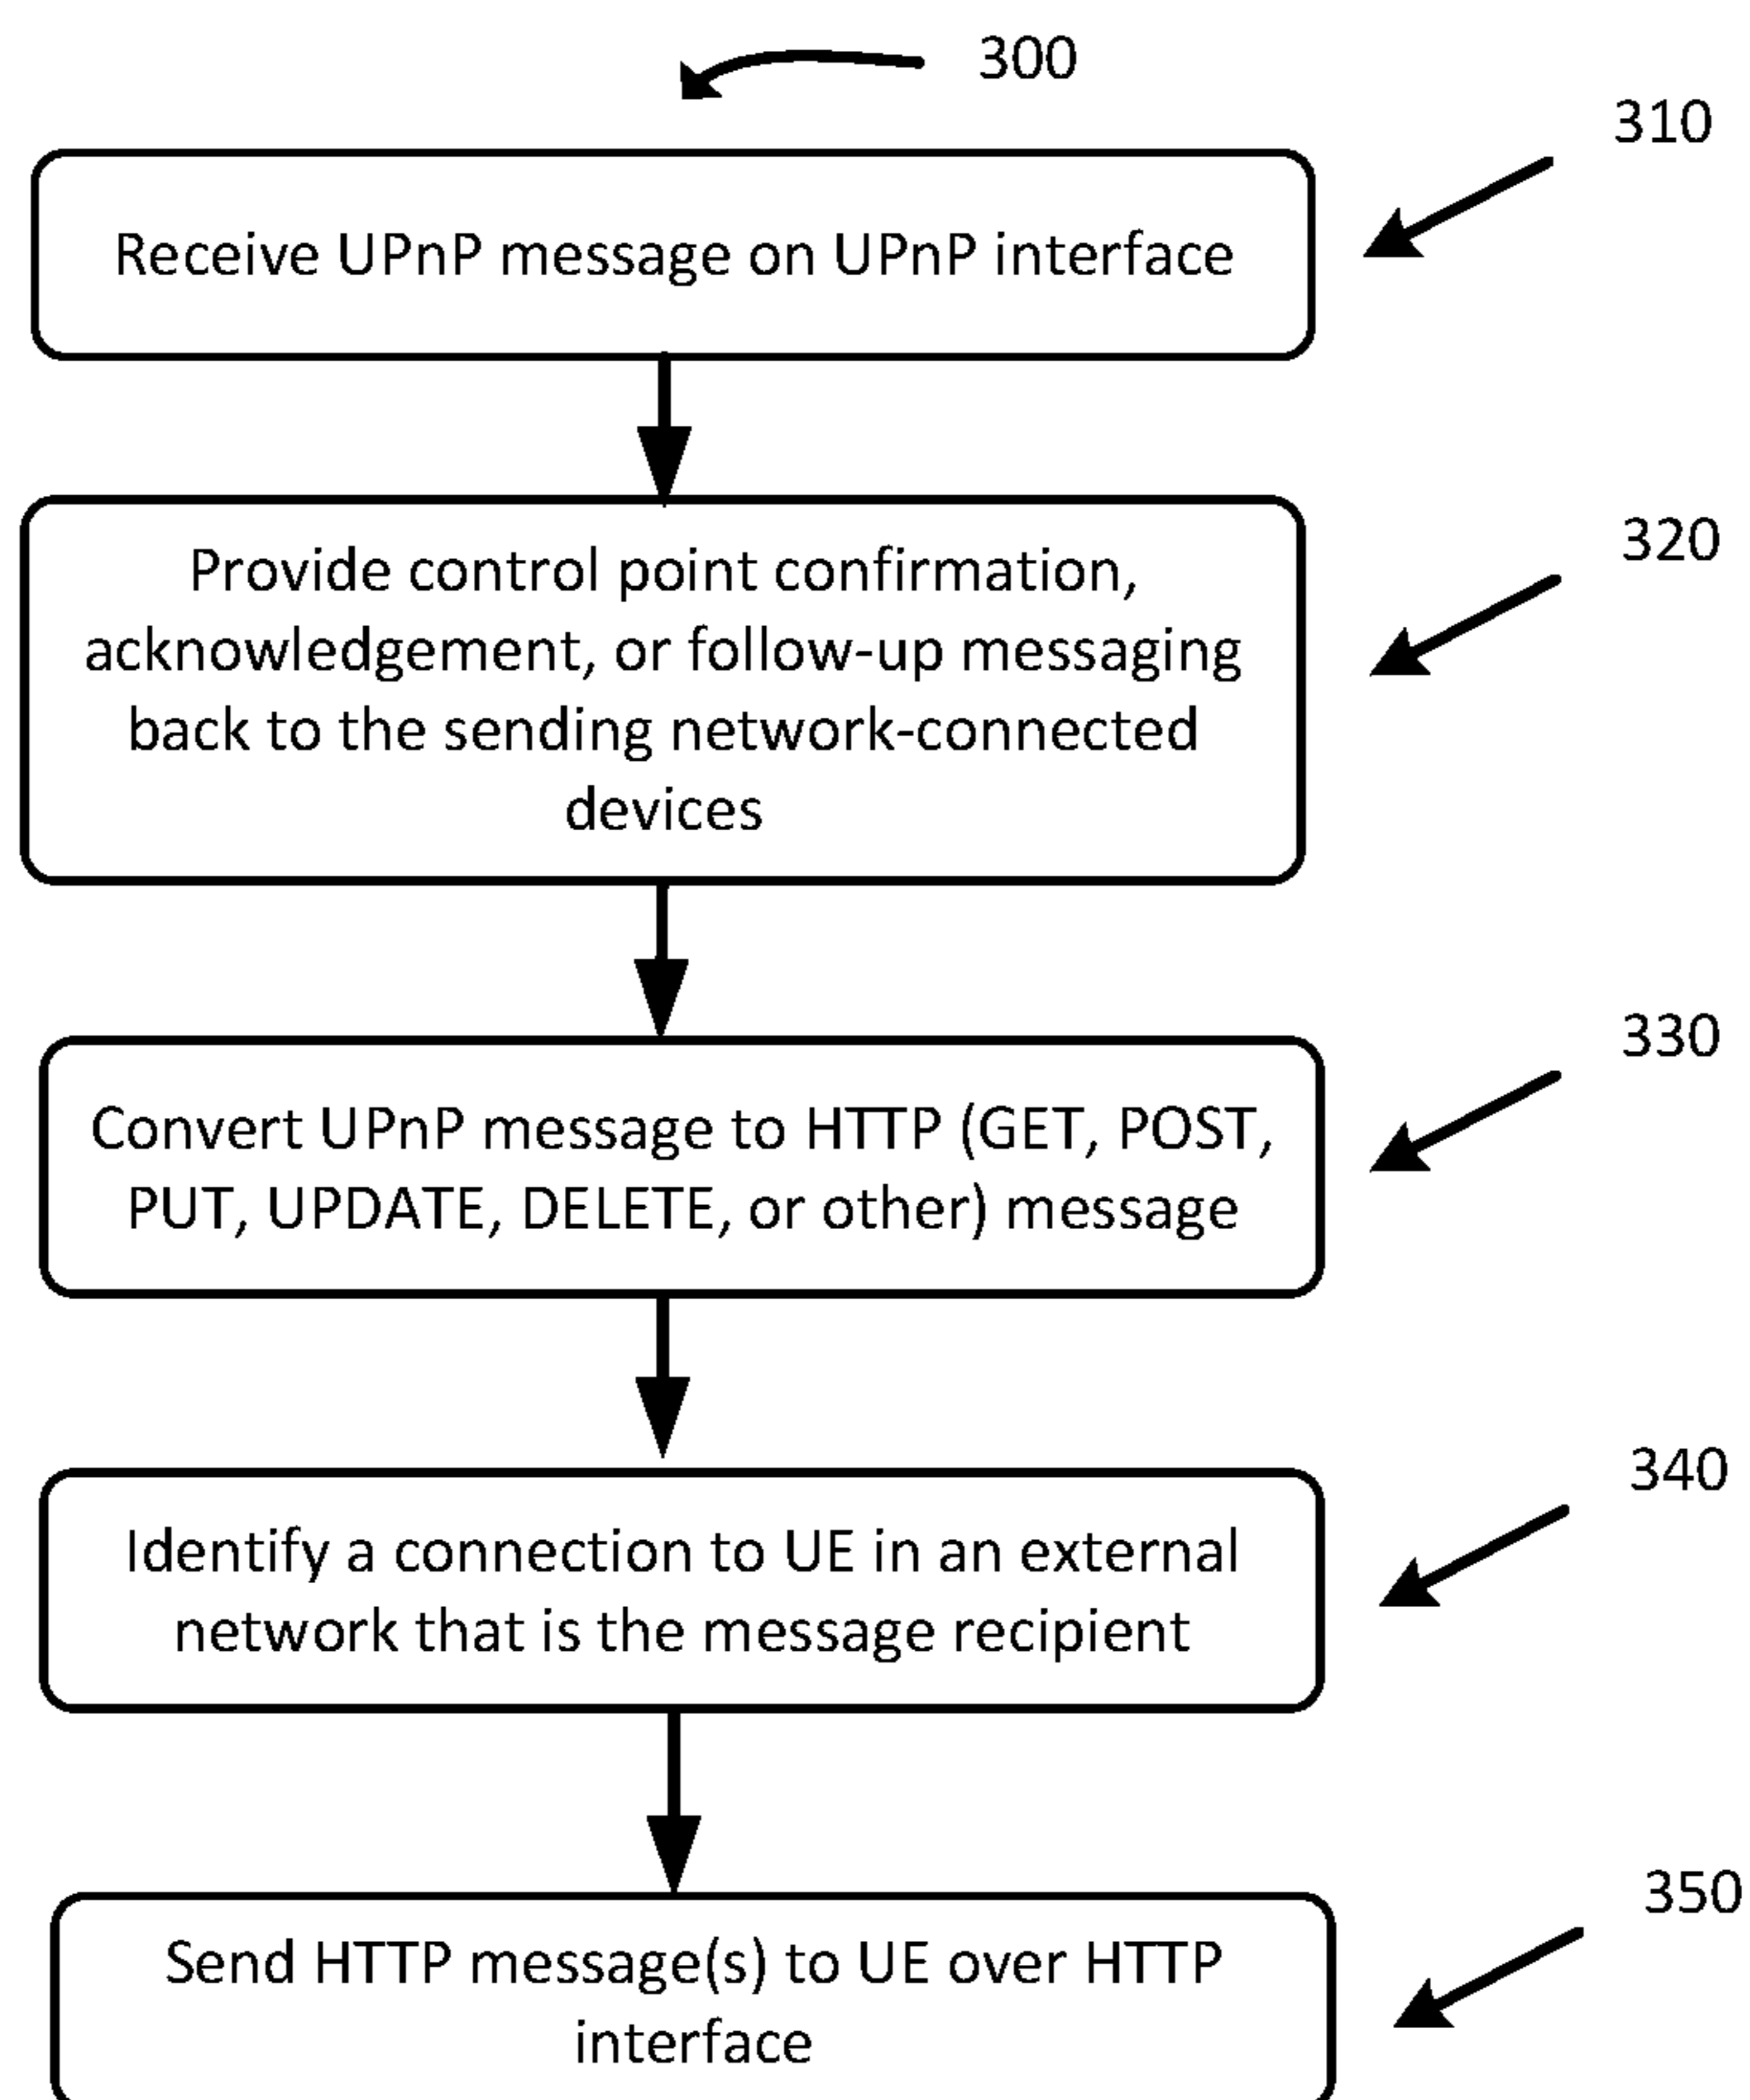 300
310
Receive UPnP message on UPnP interface
320
Provide control point confirmation,
acknowledgement, or follow-up messaging
back to the sending network-connected
devices
330
Convert UPnP message to HTTP (GET, POST,
PUT, UPDATE, DELETE, or other) message
340
Identify a connection to UE in an external
network that is the message recipient
350
Send HTTP message(s) to UE over HTTP
interface